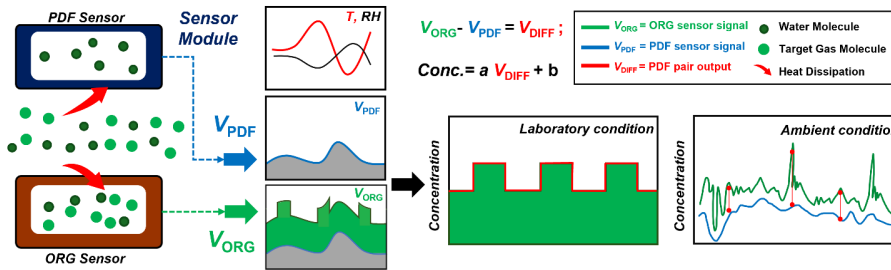 PDF Sensor
Sensor
Module
T, RH
V_PDF
V_PDF
V_ORG
V_ORG
ORG Sensor
V_ORG - V_PDF = V_DIFF ;
Conc.= a V_DIFF + b
V_ORG = ORG sensor signal
V_PDF = PDF sensor signal
V_DIFF = PDF pair output
Water Molecule
Target Gas Molecule
Heat Dissipation
Concentration
Laboratory condition
Concentration
Ambient condition